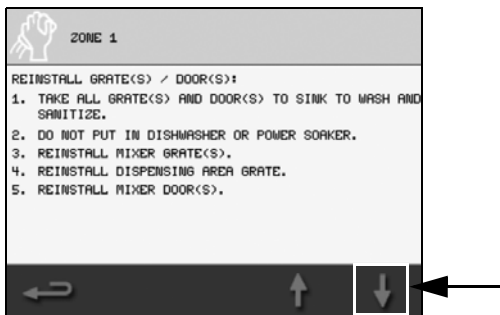 ZONE 1
REINSTALL GRATE(S) / DOOR(S):
1. TAKE ALL GRATE(S) AND DOOR(S) TO SINK TO WASH AND
SANITIZE.
2. DO NOT PUT IN DISHWASHER OR POWER SOAKER.
3. REINSTALL MIXER GRATE(S).
4. REINSTALL DISPENSING AREA GRATE.
5. REINSTALL MIXER DOOR(S).